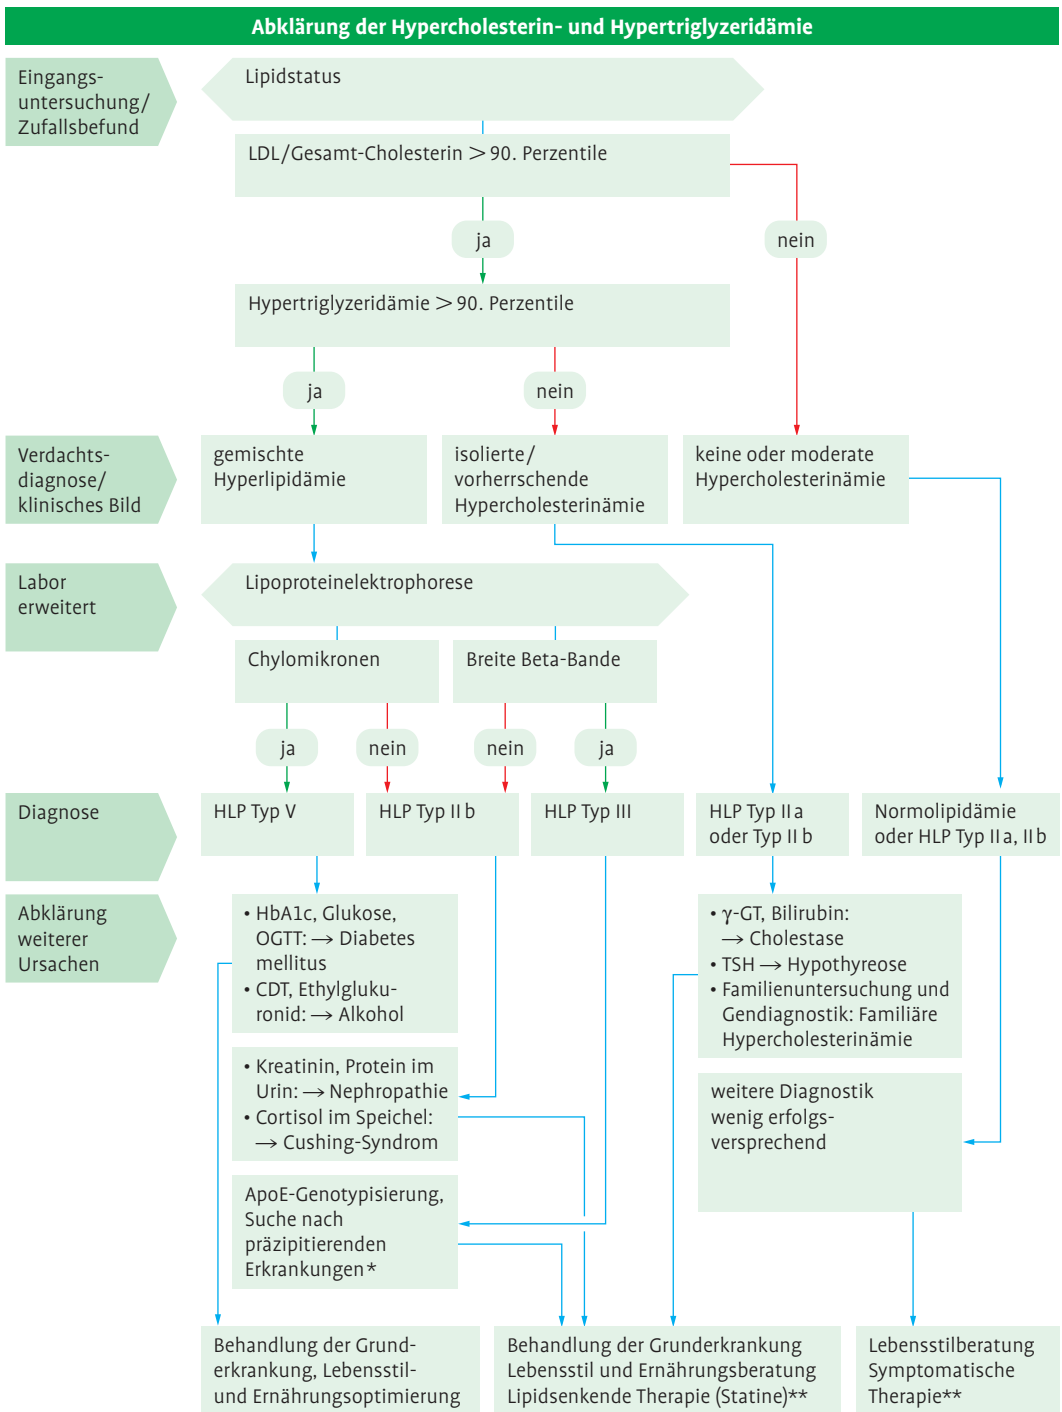 Abklärung der Hypercholesterin- und Hypertriglyzeridämie
Eingangs-
untersuchung/
Zufallsbefund
Lipidstatus
LDL/Gesamt-Cholesterin > 90. Perzentile
ja
nein
Hypertriglyzeridämie > 90. Perzentile
ja
nein
Verdachts-
diagnose/
klinisches Bild
gemischte
Hyperlipidämie
isolierte/
vorherrschende
Hypercholesterinämie
keine oder moderate
Hypercholesterinämie
Labor
erweitert
Lipoproteinelektrophorese
Chylomikronen
Breite Beta-Bande
ja
nein
nein
ja
Diagnose
HLP Typ V
HLP Typ II b
HLP Typ III
HLP Typ II a
oder Typ II b
Normolipidämie
oder HLP Typ II a, II b
Abklärung
weiterer
Ursachen
• HbA1c, Glukose,
OGTT: → Diabetes
mellitus
• CDT, Ethylgluku-
ronid: → Alkohol
• γ-GT, Bilirubin:
→ Cholestase
• TSH → Hypothyreose
• Familienuntersuchung und
Gendiagnostik: Familiäre
Hypercholesterinämie
• Kreatinin, Protein im
Urin: → Nephropathie
• Cortisol im Speichel:
→ Cushing-Syndrom
weitere Diagnostik
wenig erfolgs-
versprechend
ApoE-Genotypisierung,
Suche nach
präzipitierenden
Erkrankungen*
Behandlung der Grund-
erkrankung, Lebensstil-
und Ernährungsoptimierung
Behandlung der Grunderkrankung
Lebensstil und Ernährungsberatung
Lipidsenkende Therapie (Statine)**
Lebensstilberatung
Symptomatische
Therapie**